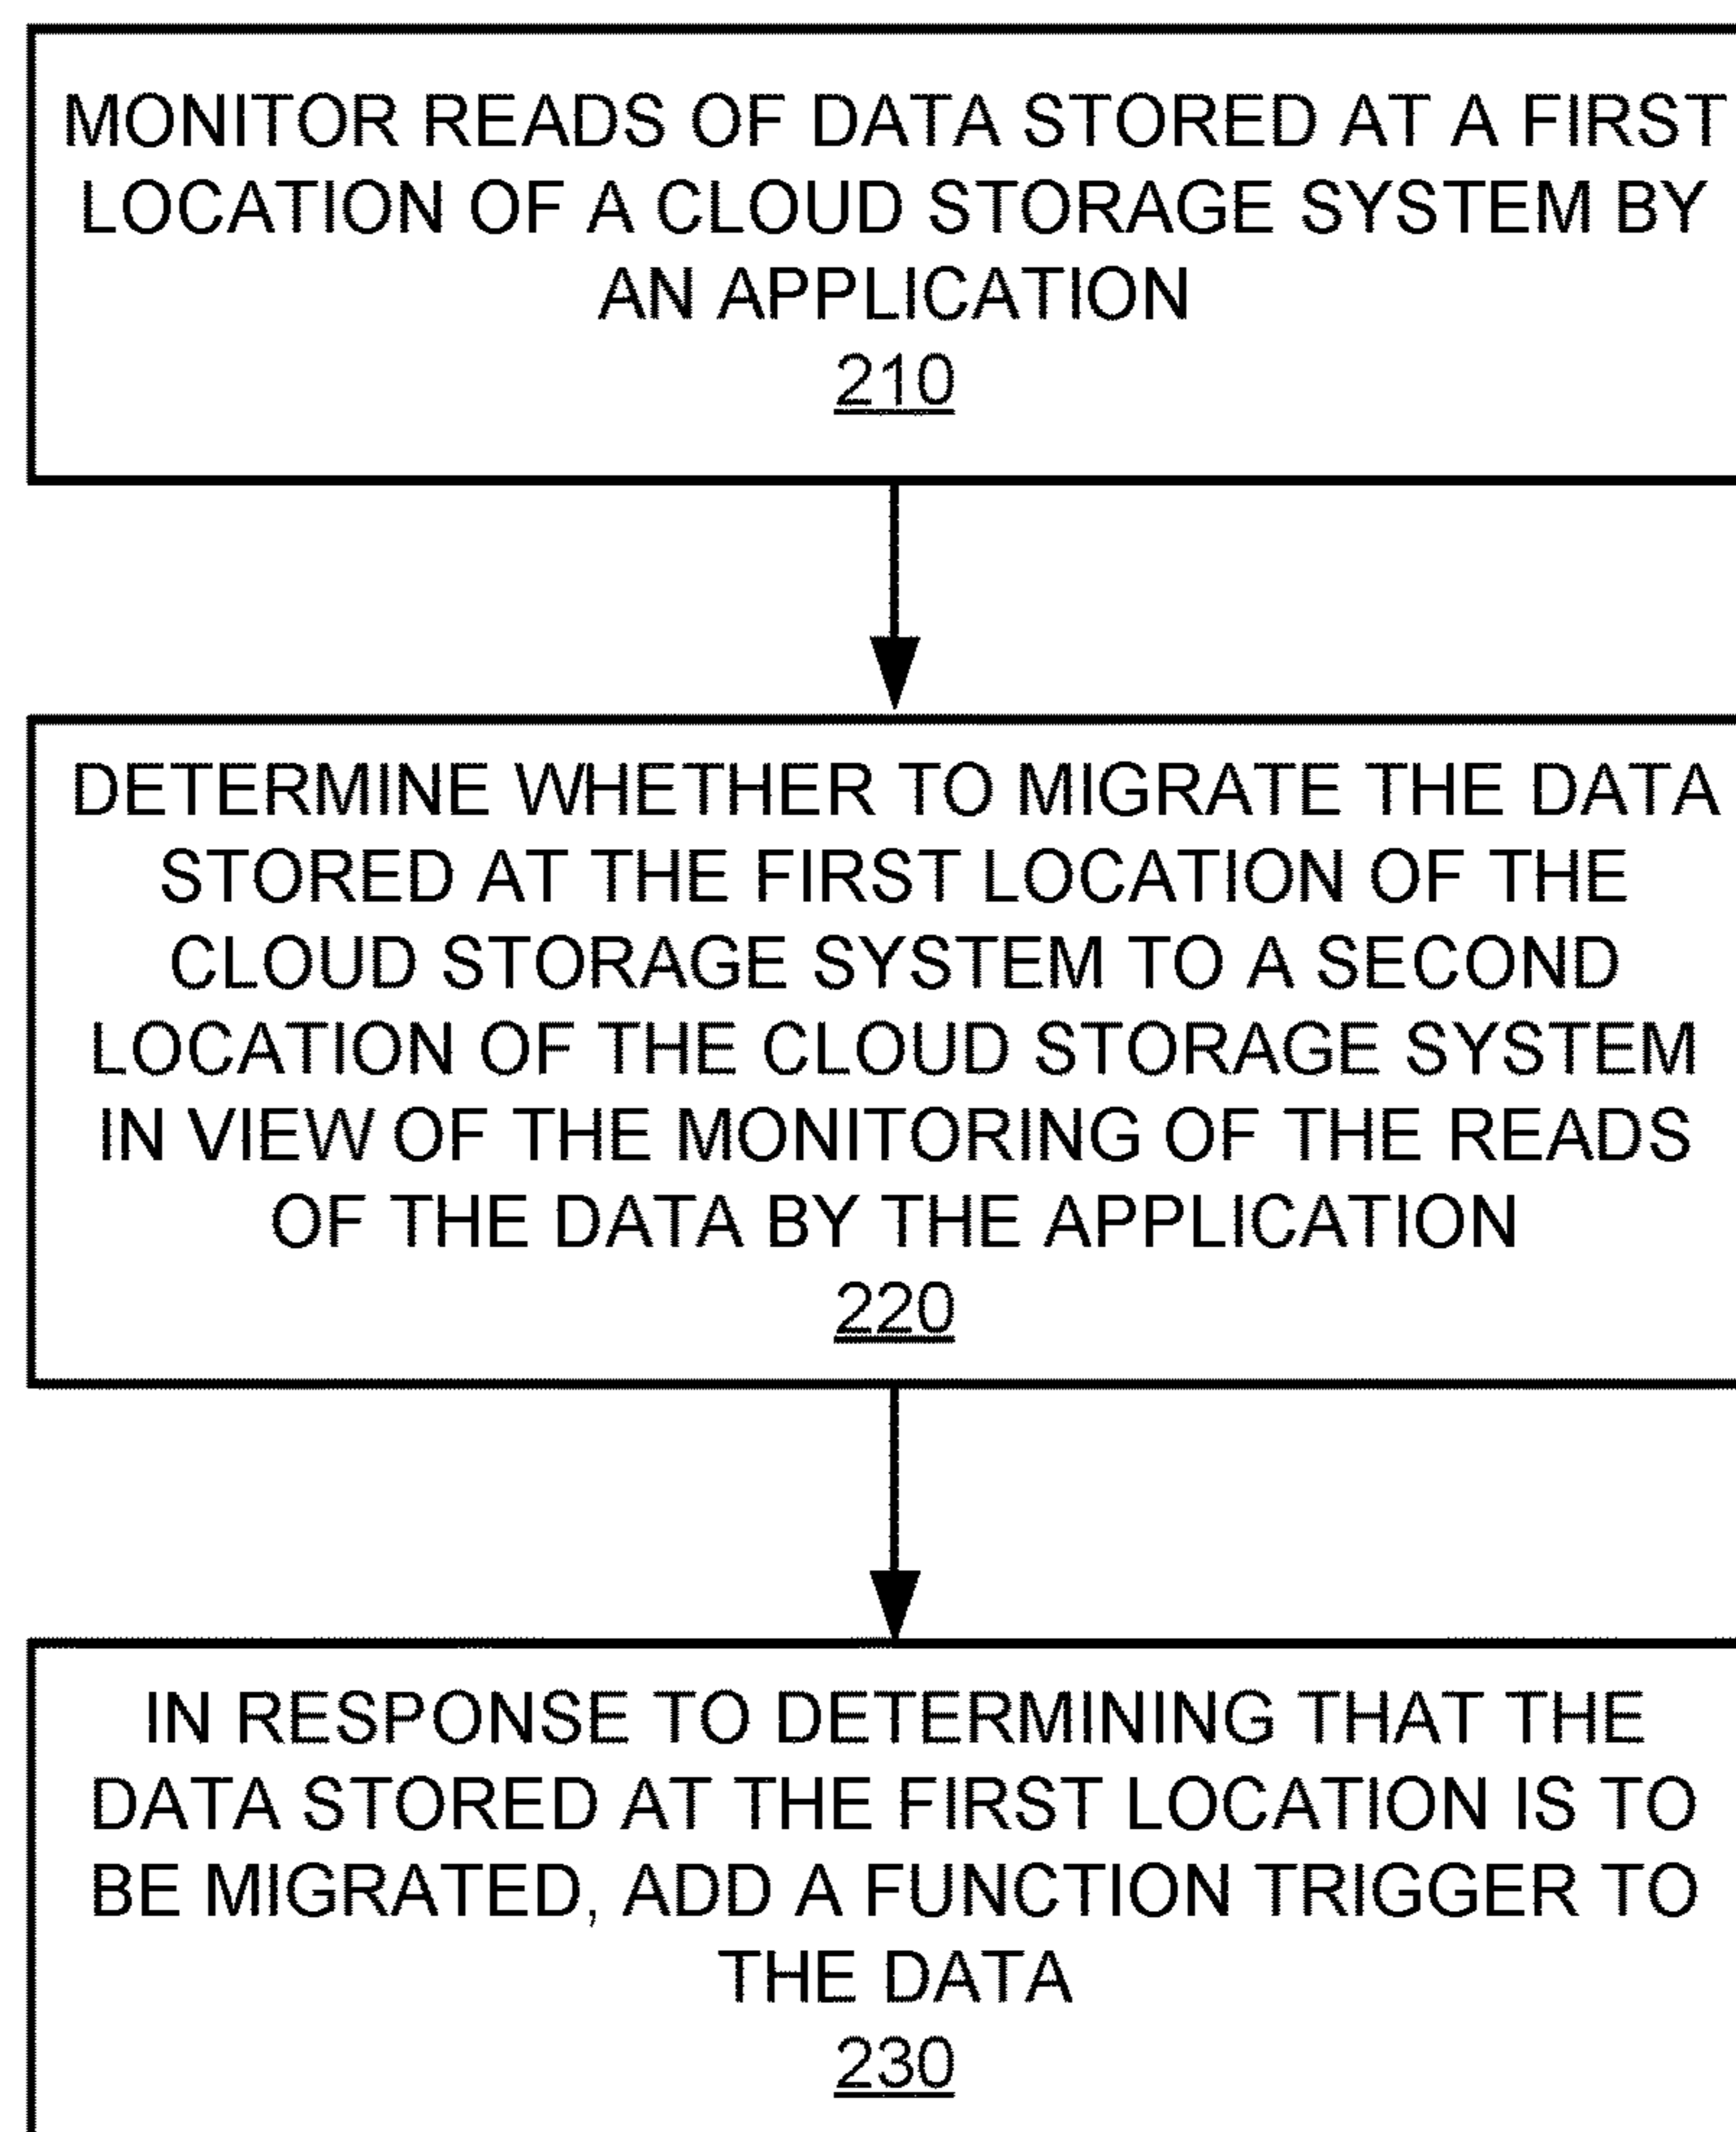 MONITOR READS OF DATA STORED AT A FIRST
LOCATION OF A CLOUD STORAGE SYSTEM BY
AN APPLICATION
210
DETERMINE WHETHER TO MIGRATE THE DATA
STORED AT THE FIRST LOCATION OF THE
CLOUD STORAGE SYSTEM TO A SECOND
LOCATION OF THE CLOUD STORAGE SYSTEM
IN VIEW OF THE MONITORING OF THE READS
OF THE DATA BY THE APPLICATION
220
IN RESPONSE TO DETERMINING THAT THE
DATA STORED AT THE FIRST LOCATION IS TO
BE MIGRATED, ADD A FUNCTION TRIGGER TO
THE DATA
230